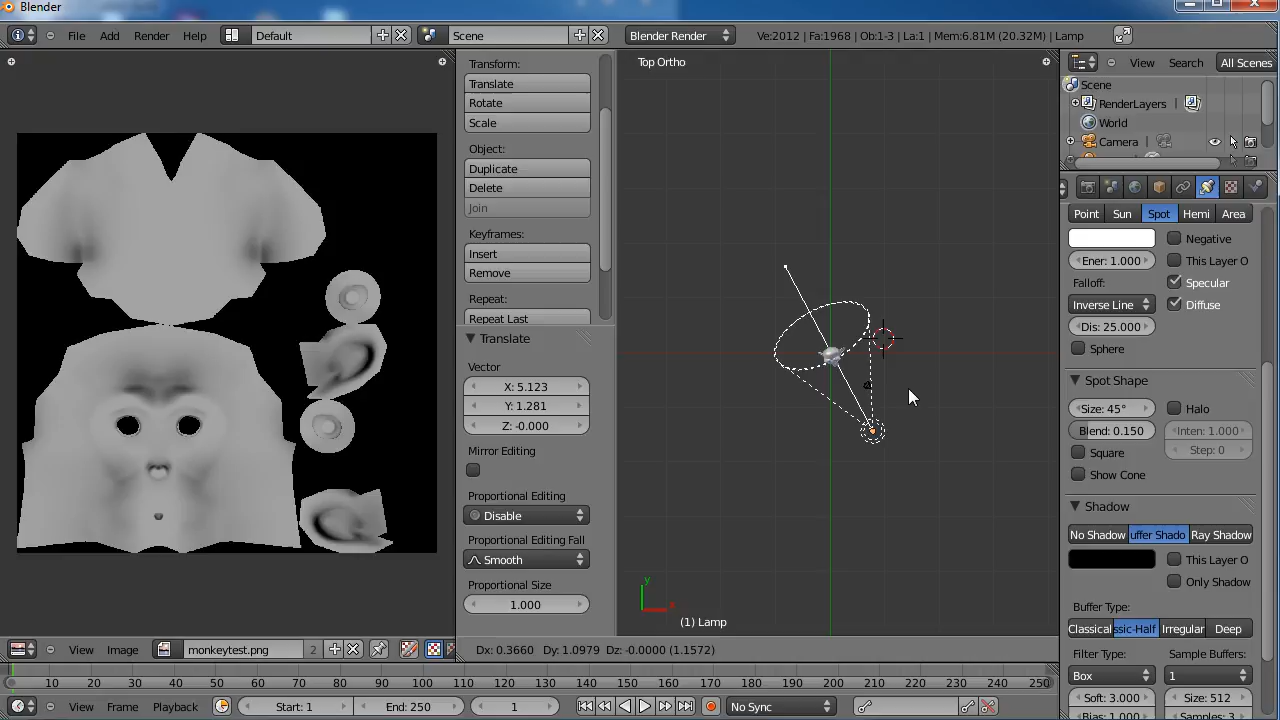 Blender
File Add Render Help Default Scene Blender Render Ve:2012 | Fa:1968 | Ob:1-3 | La:1 | Mem:6.81M (20.32M) | Lamp
Transform:
Translate
Rotate
Scale
Object:
Duplicate
Delete
Join
Keyframes:
Insert
Remove
Repeat:
Repeat Last
Translate
Vector
X: 5.123
Y: 1.281
Z: -0.000
Mirror Editing
Proportional Editing
Disable
Proportional Editing Fall
Smooth
Proportional Size
1.000
Top Ortho
y
x
(1) Lamp
View Search All Scenes
Scene
RenderLayers
World
Camera
Point Sun Spot Hemi Area
Negative
Ener: 1.000 This Layer O
Falloff: Specular
Inverse Line Diffuse
Dis: 25.000
Sphere
Spot Shape
Size: 45° Halo
Blend: 0.150 Inten: 1.000
Square Step: 0
Show Cone
Shadow
No Shadow uffer Shado Ray Shadow
This Layer O
Only Shadow
Buffer Type:
Classical ssic-Half Irregular Deep
Filter Type: Sample Buffers:
Box 1
Soft: 3.000 Size: 512
Bias: 1.000 Samples: 3
View Image monkeytest.png 2 Dx: 0.3660 Dy: 1.0979 Dz: -0.0000 (1.1572)
10 20 30 40 50 60 70 80 90 100 110 120 130 140 150 160 170 180 190 200 210 220 230 240 250
View Frame Playback Start: 1 End: 250 1 No Sync